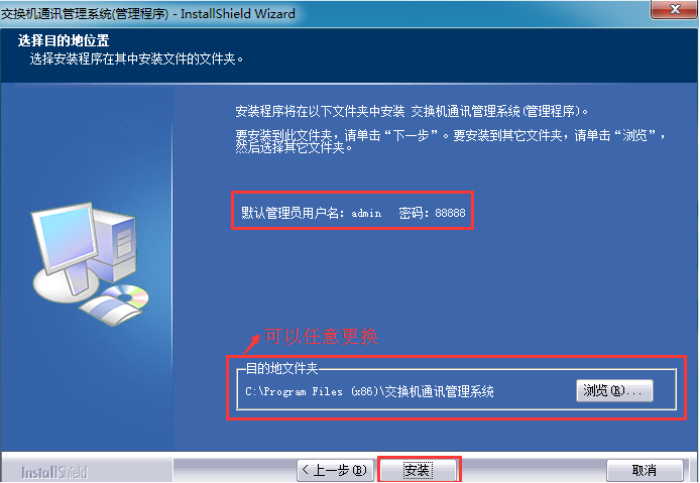 交换机通讯管理系统(管理程序) - InstallShield Wizard
选择目的地位置
选择安装程序在其中安装文件的文件夹。
安装程序将在以下文件夹中安装 交换机通讯管理系统(管理程序)。
要安装到此文件夹，请单击“下一步”。要安装到其它文件夹，请单击“浏览”，
然后选择其它文件夹。
默认管理员用户名：admin 密码：88888
可以任意更换
目的地文件夹
C:\Program Files (x86)\交换机通讯管理系统
浏览(R)...
InstallShield
<上一步(B)
安装
取消